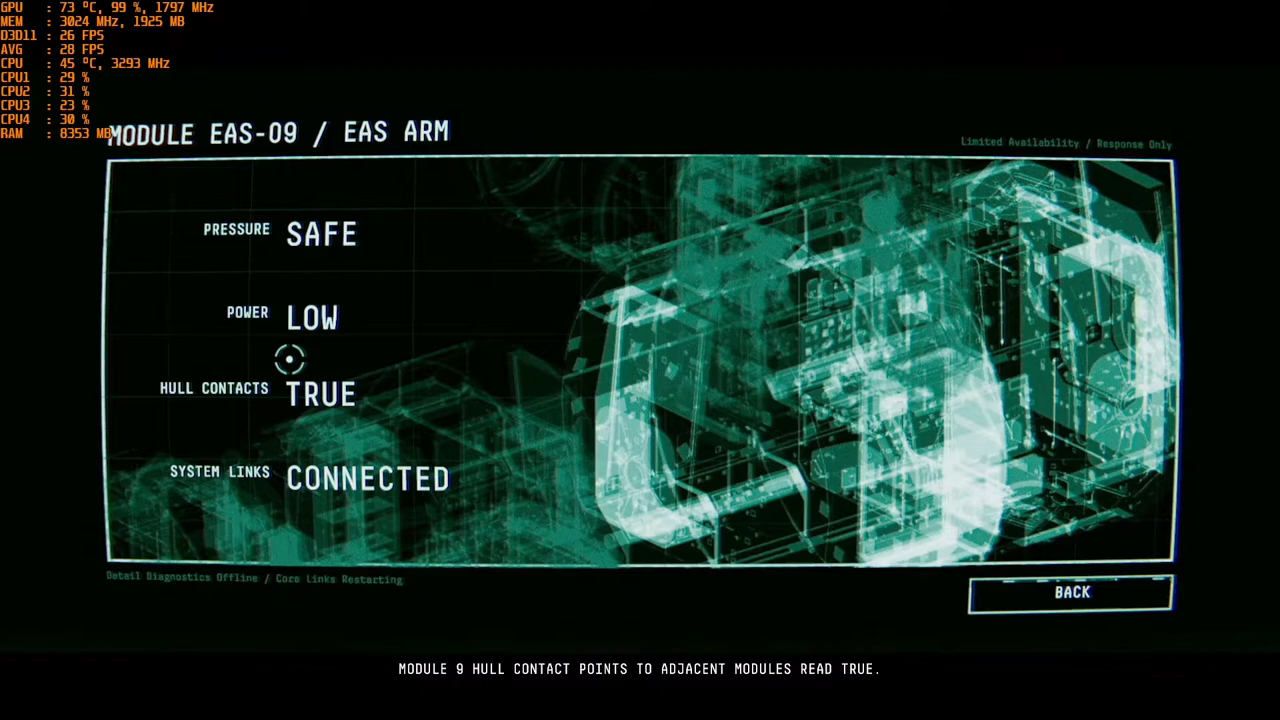 GPU : 73 ºC, 99 %, 1797 MHz
MEM : 3024 MHz, 1925 MB
D3D11 : 26 FPS
AVG : 28 FPS
CPU : 45 ºC, 3293 MHz
CPU1 : 29 %
CPU2 : 31 %
CPU3 : 23 %
CPU4 : 30 %
RAM : 8353 MB
MODULE EAS-09 / EAS ARM
Limited Availability / Response Only
PRESSURE SAFE
POWER LOW
HULL CONTACTS TRUE
SYSTEM LINKS CONNECTED
Detail Diagnostics Offline / Core Links Restarting
BACK
MODULE 9 HULL CONTACT POINTS TO ADJACENT MODULES READ TRUE.